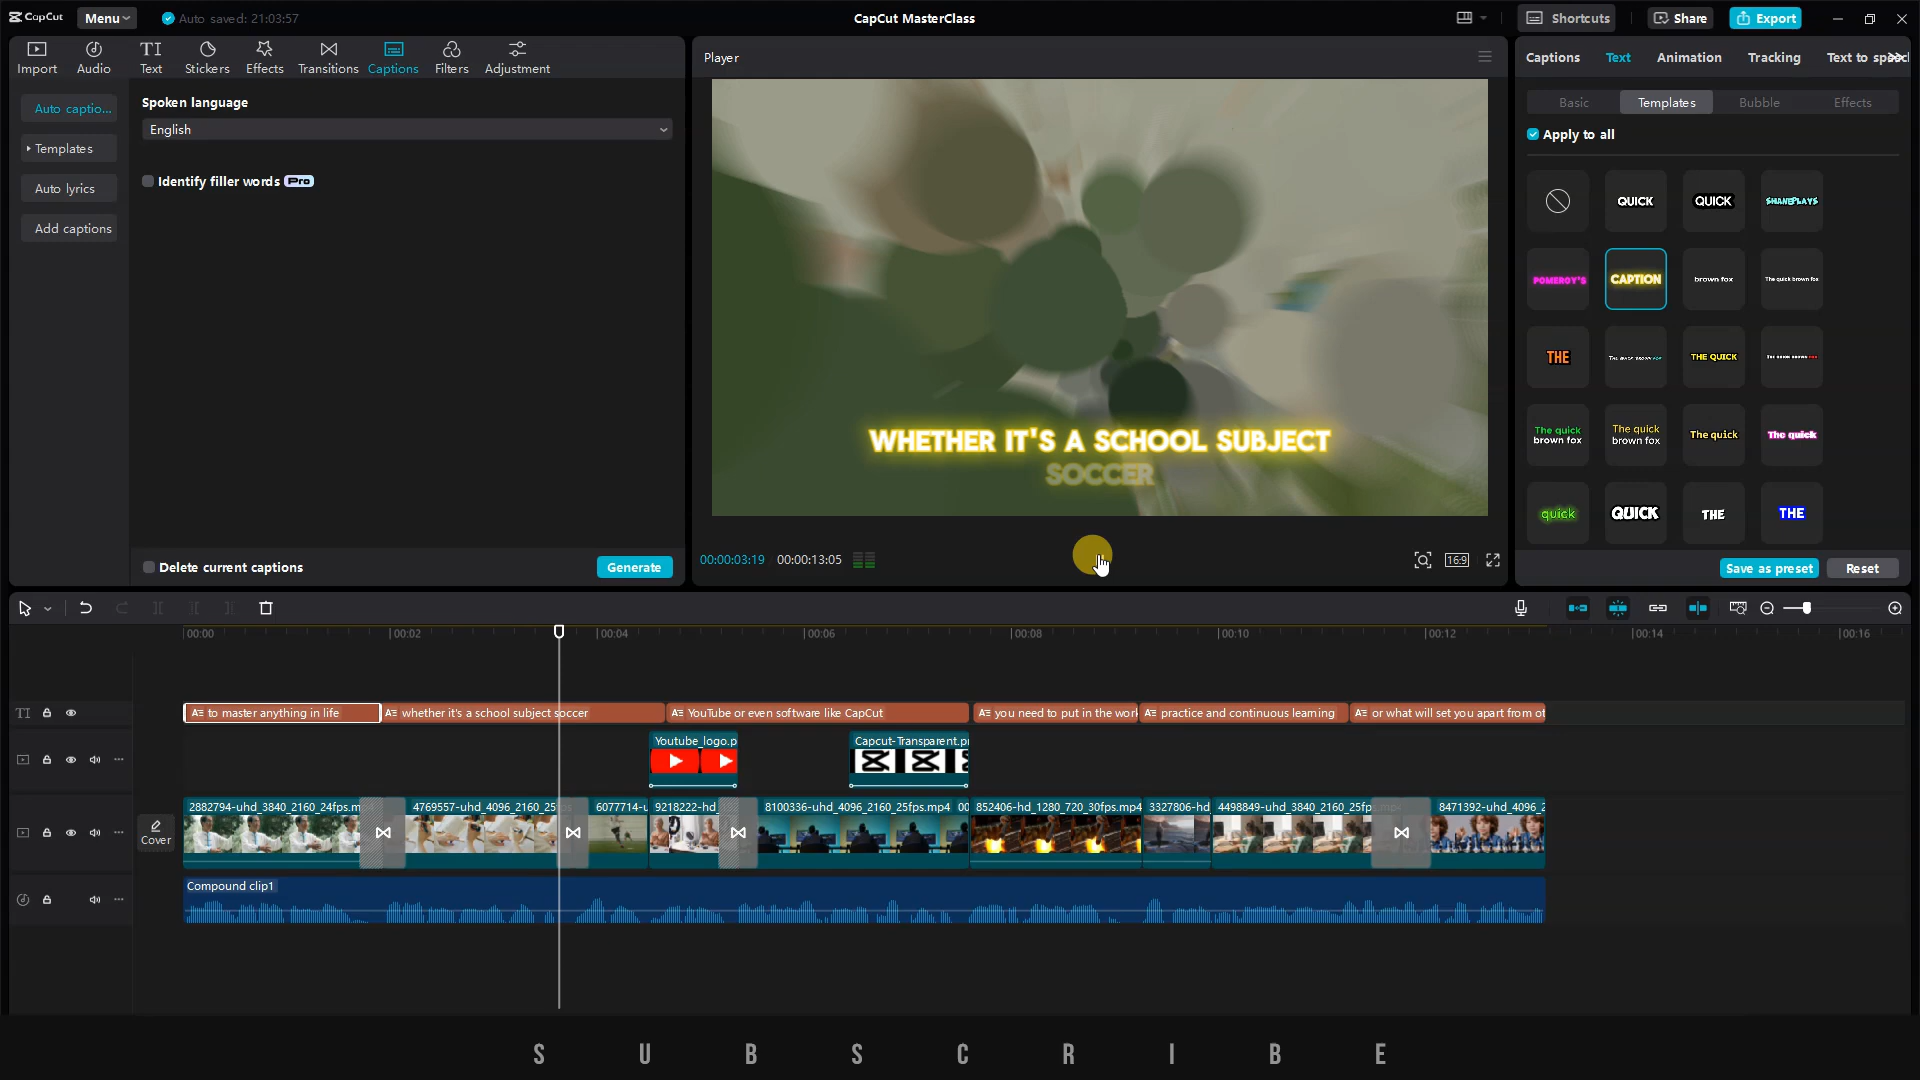 CapCut
Menu
Auto saved: 21:03:57
CapCut MasterClass
Shortcuts
Share
Export
Import
Audio
TI
Text
Stickers
Effects
Transitions
Captions
Filters
Adjustment
Auto captio...
Templates
Auto lyrics
Add captions
Spoken language
English
Identify filler words Pro
Delete current captions
Generate
Player
WHETHER IT'S A SCHOOL SUBJECT
SOCCER
00:00:03:19
00:00:13:05
16:9
Captions
Text
Animation
Tracking
Basic
Templates
Bubble
Effects
Apply to all
QUICK
QUICK
SHANEPLAYS
POMEROY'S
CAPTION
brown fox
The quick brown fox
THE
THE QUICK BROWN FOX
THE QUICK
THE QUICK BROWN FOX
The quick
brown fox
The quick
brown fox
The quick
The quick
quick
QUICK
THE
THE
Save as preset
Reset
00:00
00:02
00:04
00:06
00:08
00:10
00:12
00:14
00:16
TI
A≡ to master anything in life
A≡ whether it's a school subject soccer
A≡ YouTube or even software like CapCut
A≡ you need to put in the work
A≡ practice and continuous learning
A≡ or what will set you apart from ot
Youtube_logo.p
Capcut-Transparent.pn
Cover
2882794-uhd_3840_2160_24fps.m
4769557-uhd_4096_2160_25fps
6077714-u
9218222-hd
8100336-uhd_4096_2160_25fps.mp4 00
852406-hd_1280_720_30fps.mp4
3327806-hd
4498849-uhd_3840_2160_25fps.mp4
8471392-uhd_4096_2
Compound clip1
S U B S C R I B E